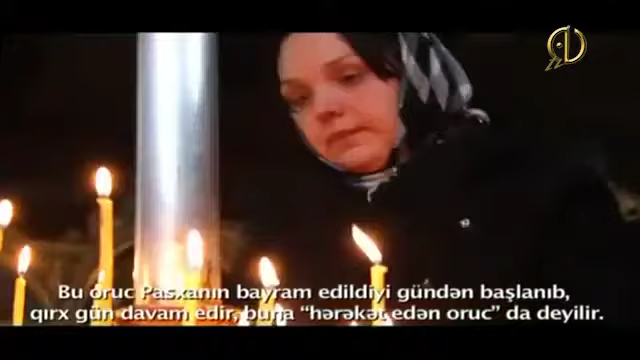 Bu oruc Pasxanın bayram edildiyi gündən başlanıb,
qırx gün davam edir, buna “hərəkət edən oruc” da deyilir.